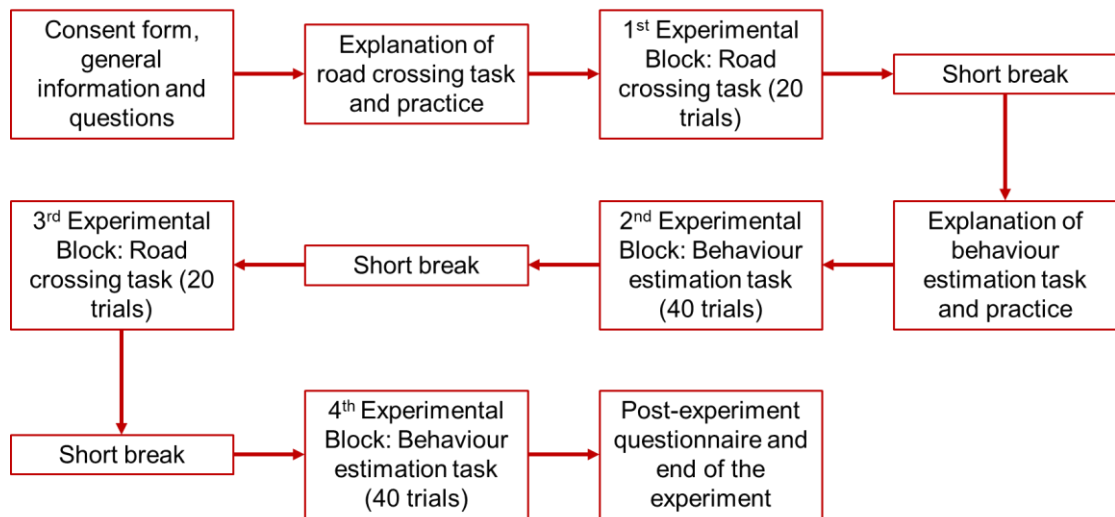 Consent form,
general
information and
questions
Explanation of
road crossing task
and practice
1st Experimental
Block: Road
crossing task (20
trials)
Short break
Explanation of
behaviour
estimation task
and practice
2nd Experimental
Block: Behaviour
estimation task
(40 trials)
Short break
3rd Experimental
Block: Road
crossing task (20
trials)
Short break
4th Experimental
Block: Behaviour
estimation task
(40 trials)
Post-experiment
questionnaire and
end of the
experiment